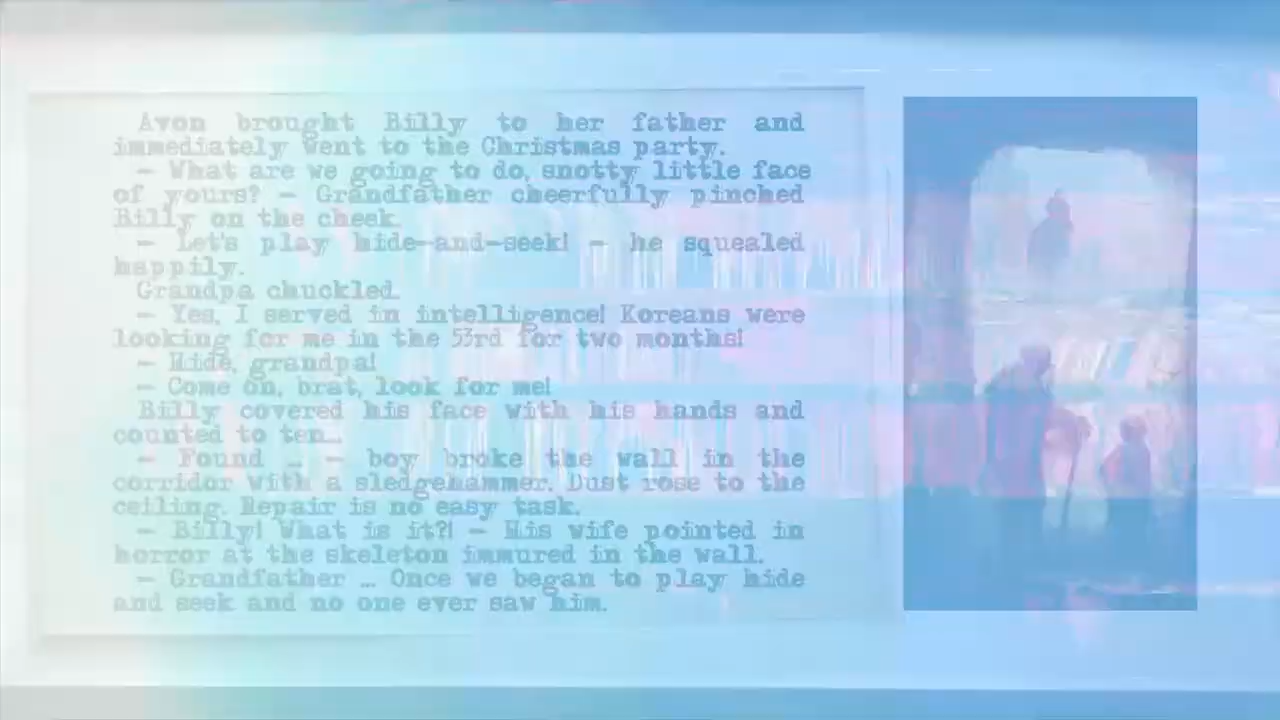 Avon brought Billy to her father and
immediately went to the Christmas party.
— What are we going to do, snotty little face
of yours? — Grandfather cheerfully pinched
Billy on the cheek.
— Let's play hide-and-seek! — he squealed
happily.
Grandpa chuckled.
— Yes, I served in intelligence! Koreans were
looking for me in the 53rd for two months!
— Hide, grandpa!
— Come on, brat, look for me!
Billy covered his face with his hands and
counted to ten...
— Found ... — boy broke the wall in the
corridor with a sledgehammer. Dust rose to the
ceiling. Repair is no easy task.
— Billy! What is it?! — His wife pointed in
horror at the skeleton immured in the wall.
— Grandfather ... Once we began to play hide
and seek and no one ever saw him.